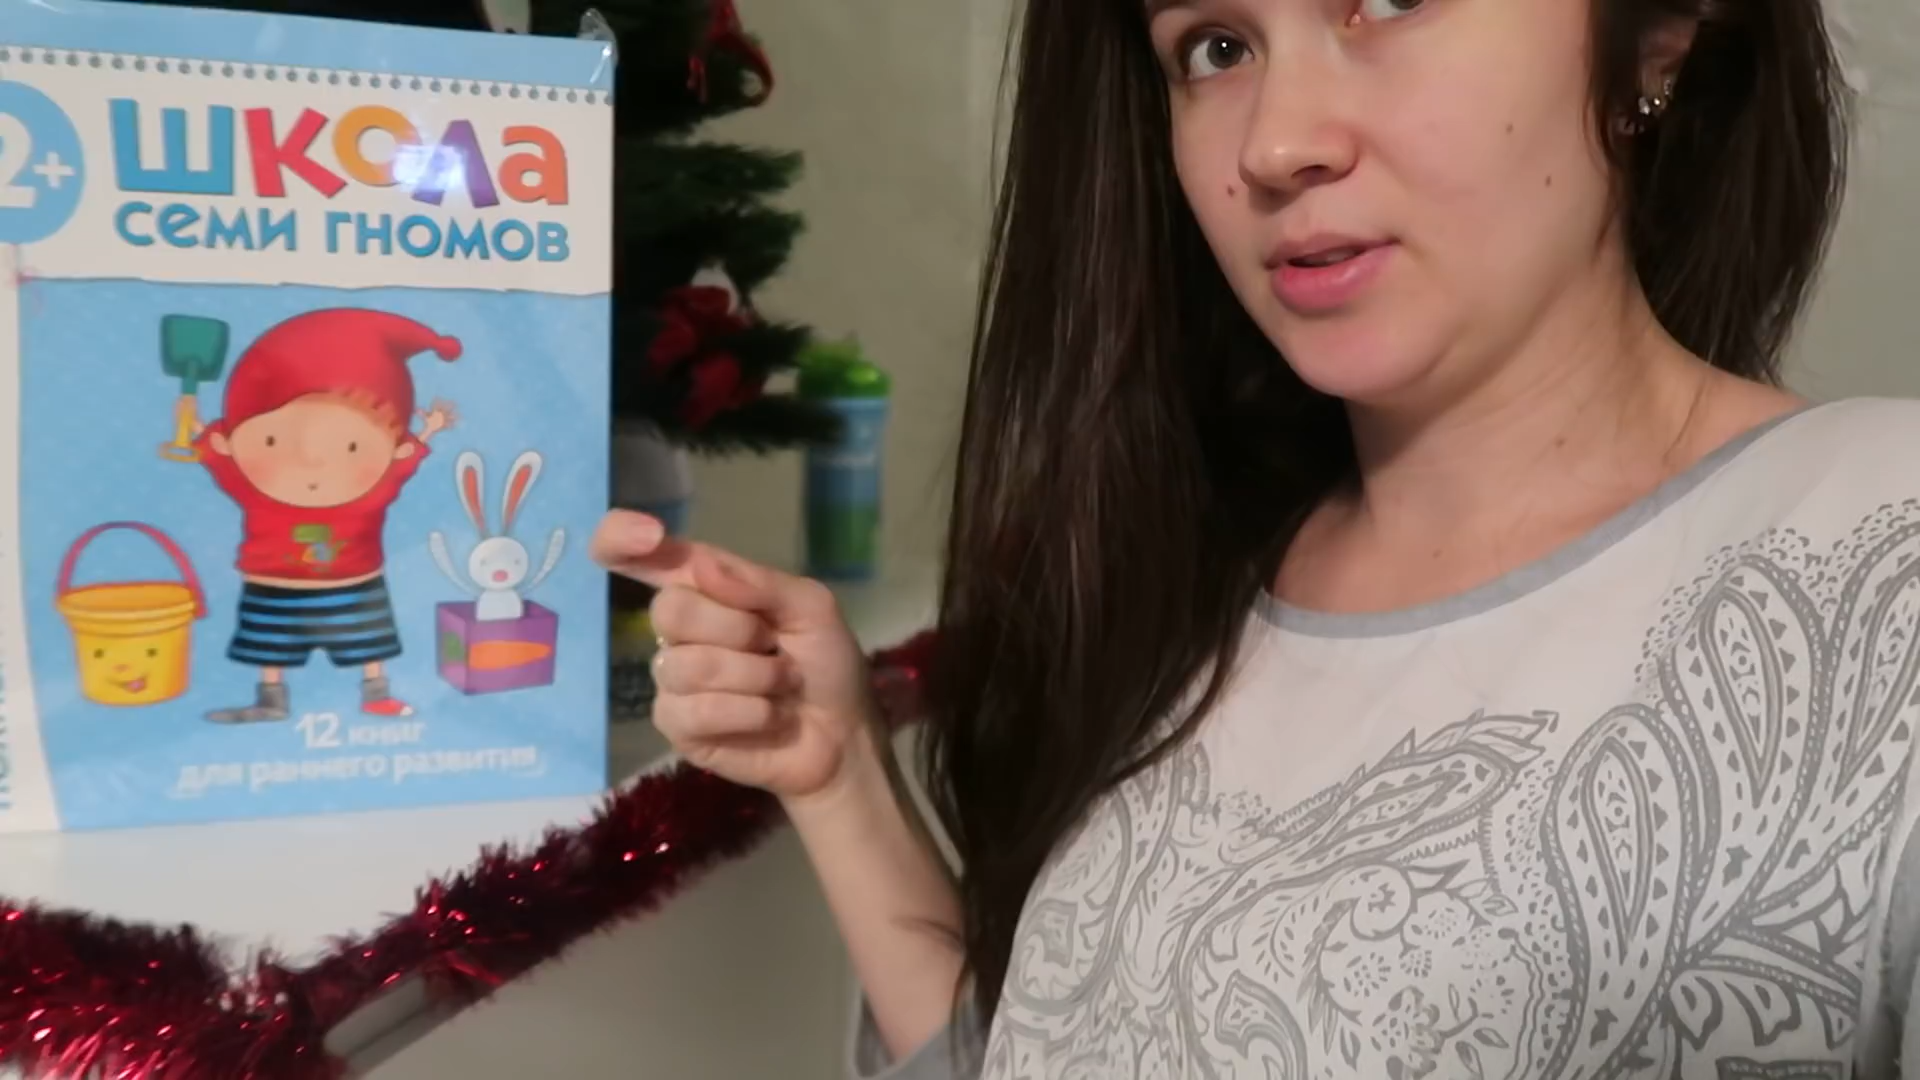 2+
школа
семи гномов
12 книг
для раннего развития